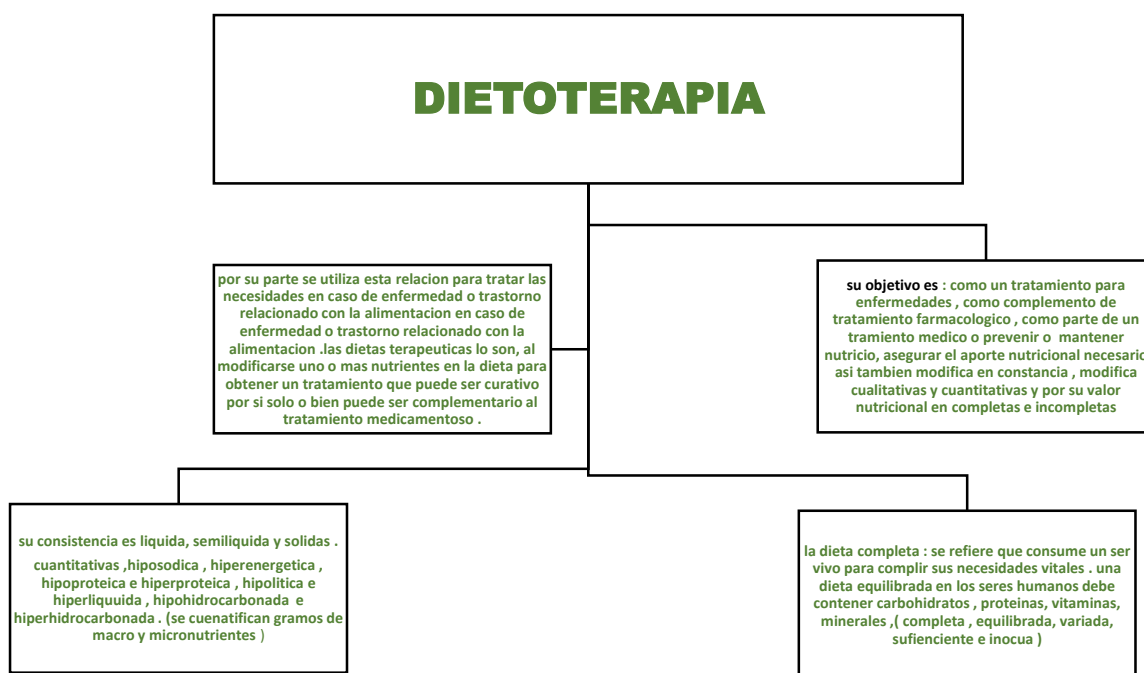 DIETOTERAPIA
por su parte se utiliza esta relacion para tratar las
necesidades en caso de enfermedad o trastorno
relacionado con la alimentacion en caso de
enfermedad o trastorno relacionado con la
alimentacion .las dietas terapeuticas lo son, al
modificarse uno o mas nutrientes en la dieta para
obtener un tratamiento que puede ser curativo
por si solo o bien puede ser complementario al
tratamiento medicamentoso .
su objetivo es : como un tratamiento para
enfermedades , como complemento de
tratamiento farmacologico , como parte de un
tramiento medico o prevenir o mantener
nutricio, asegurar el aporte nutricional necesario
asi tambien modifica en constancia , modifica
cualitativas y cuantitativas y por su valor
nutricional en completas e incompletas
su consistencia es liquida, semiliquida y solidas .
cuantitativas ,hiposodica , hiperenergetica ,
hipoproteica e hiperproteica , hipolitica e
hiperliquuida , hipohidrocarbonada e
hiperhidrocarbonada . (se cuenatifican gramos de
macro y micronutrientes )
la dieta completa : se refiere que consume un ser
vivo para complir sus necesidades vitales . una
dieta equilibrada en los seres humanos debe
contener carbohidratos , proteinas, vitaminas,
minerales ,( completa , equilibrada, variada,
sufienciente e inocua )